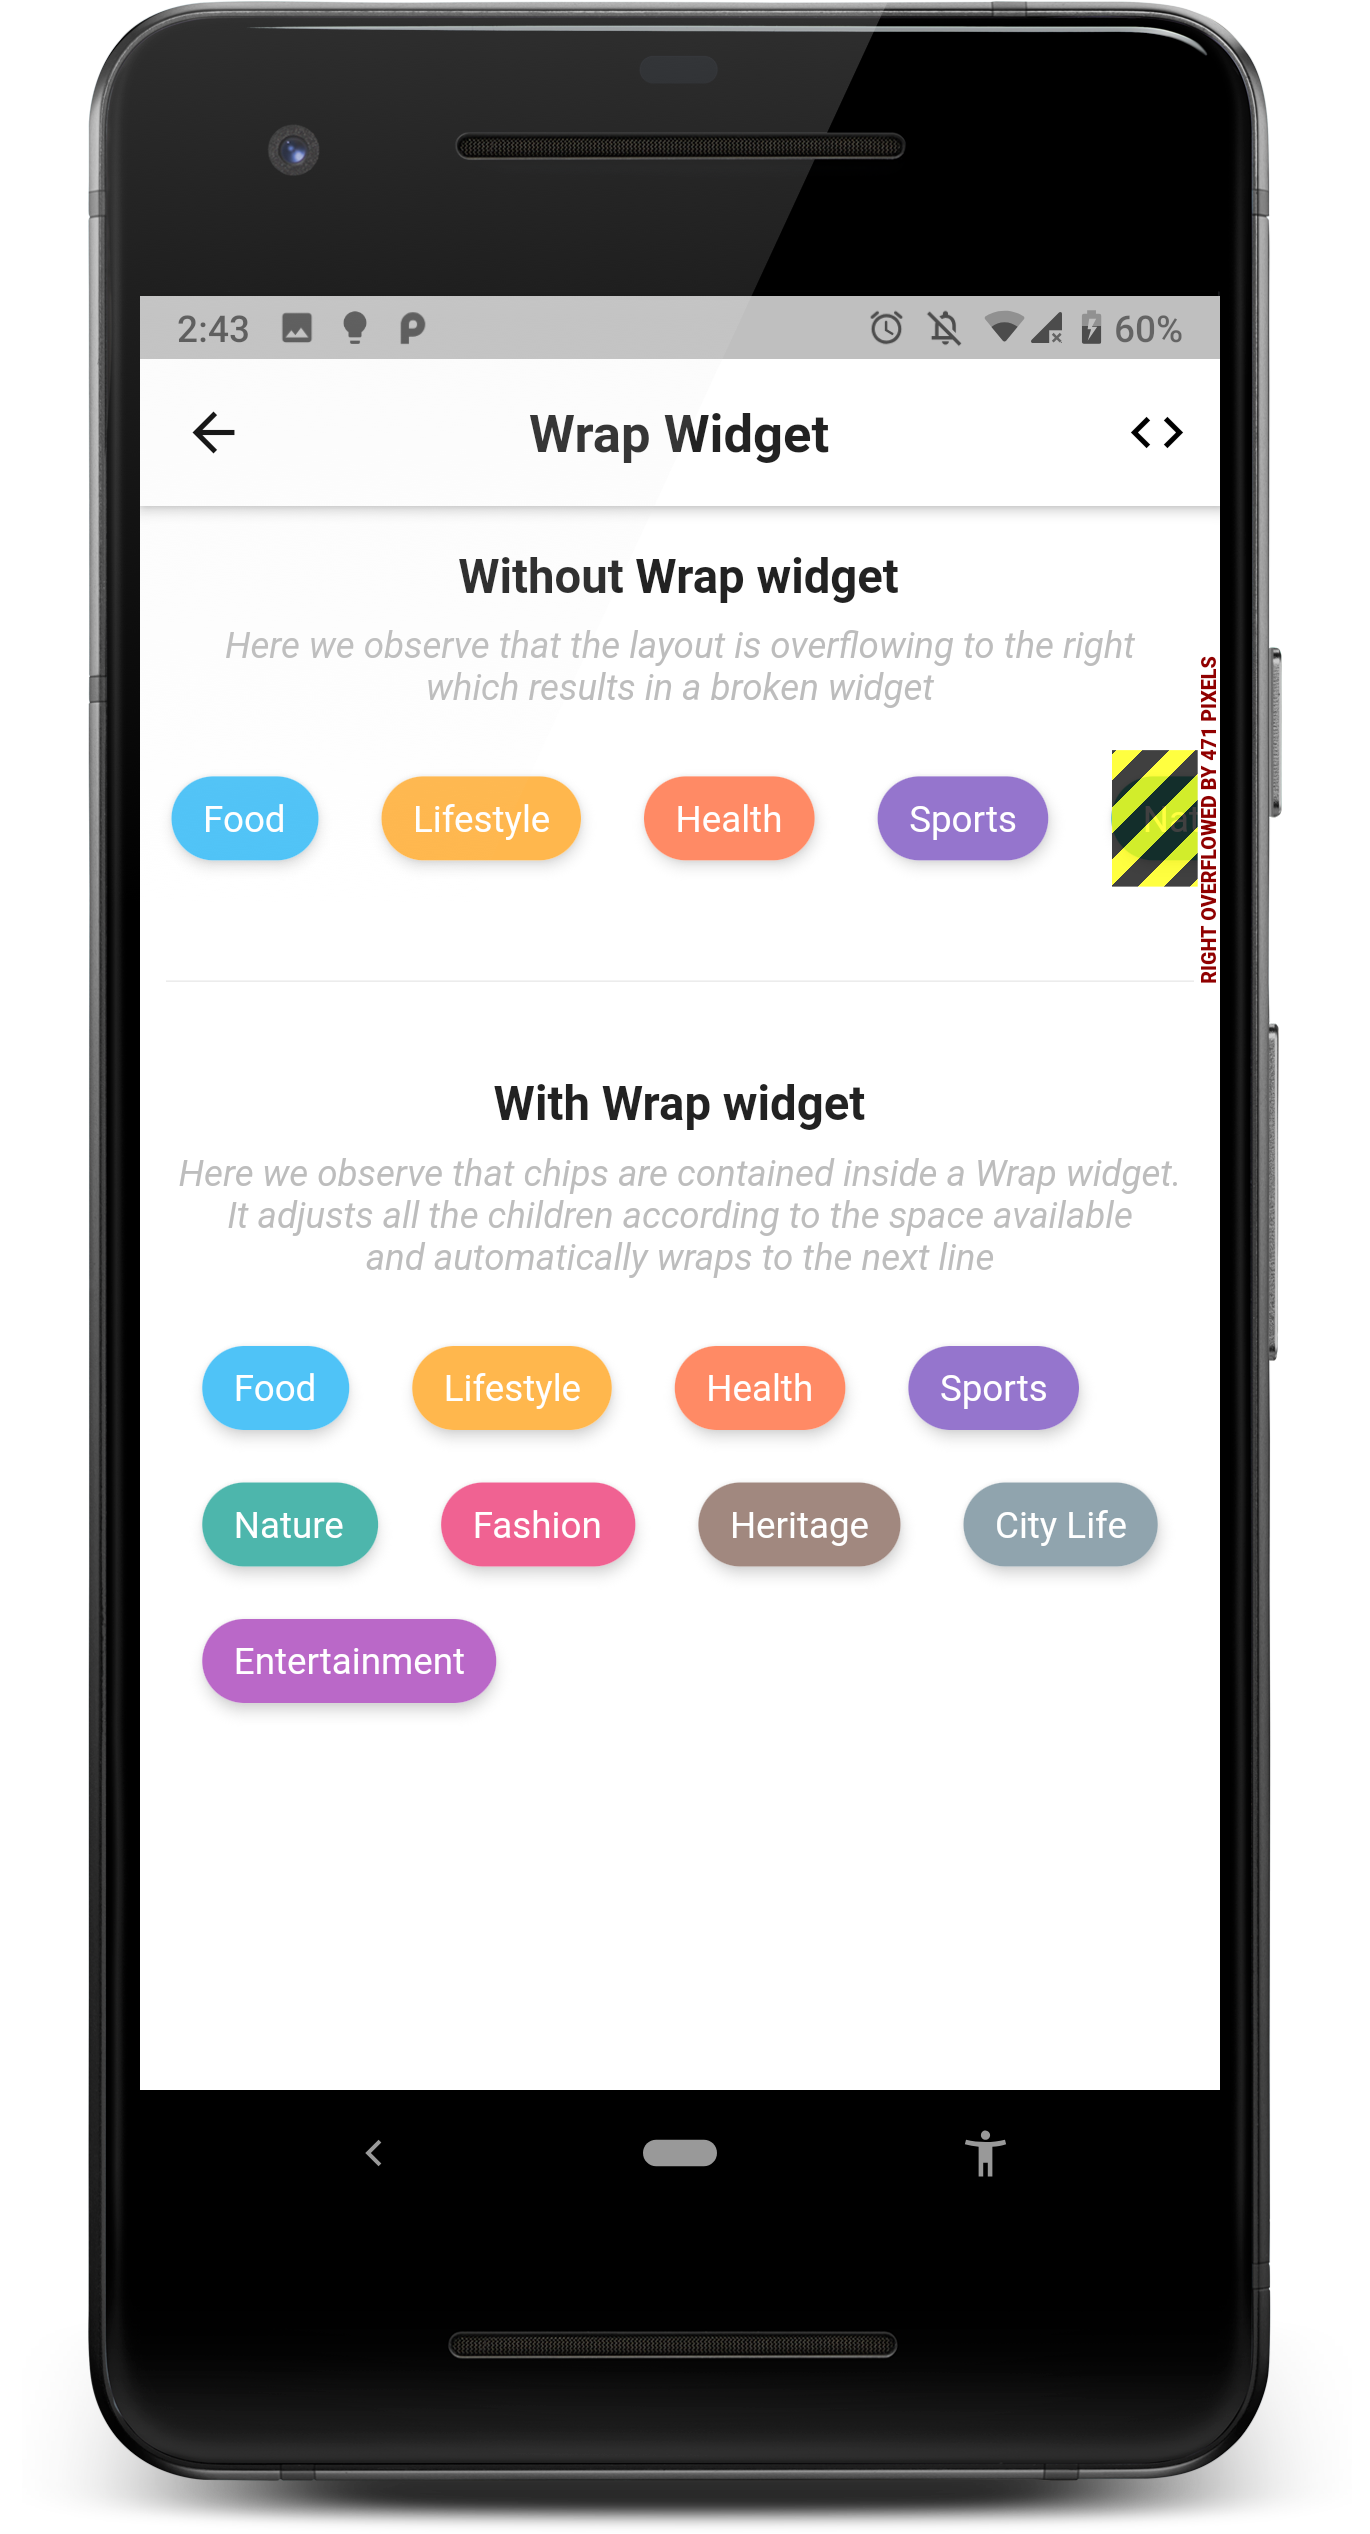 2:43
60%
Wrap Widget
Without Wrap widget
Here we observe that the layout is overflowing to the right
which results in a broken widget
Food Lifestyle Health Sports Nat
RIGHT OVERFLOWED BY 471 PIXELS
With Wrap widget
Here we observe that chips are contained inside a Wrap widget.
It adjusts all the children according to the space available
and automatically wraps to the next line
Food Lifestyle Health Sports
Nature Fashion Heritage City Life
Entertainment